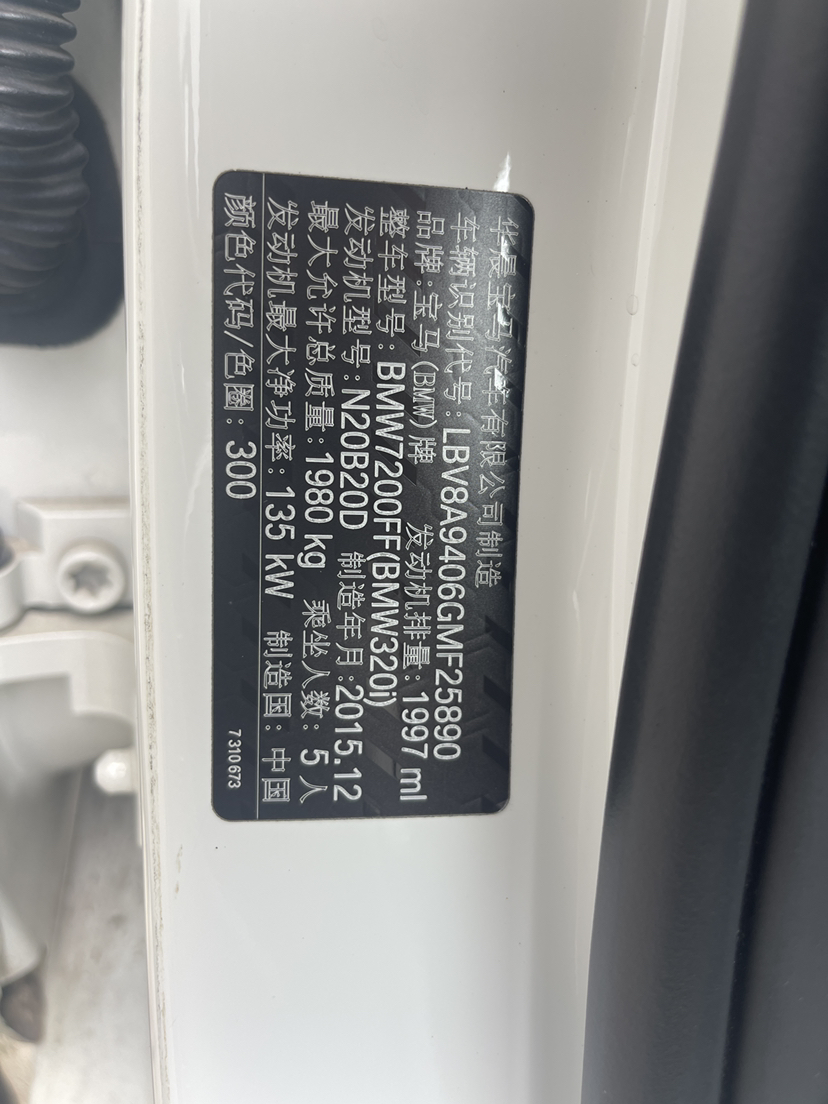 华晨宝马汽车有限公司制造
车辆识别代号:LBV8A9406GMF25890
品牌:宝马(BMW)牌 发动机排量:1997 ml
整车型号:BMW7200FF(BMW320i)
发动机型号:N20B20D 制造年月:2015.12
最大允许总质量:1980 kg 乘坐人数: 5 人
发动机最大净功率: 135 kW 制造国: 中国
颜色代码/色圈: 300 7 310 673